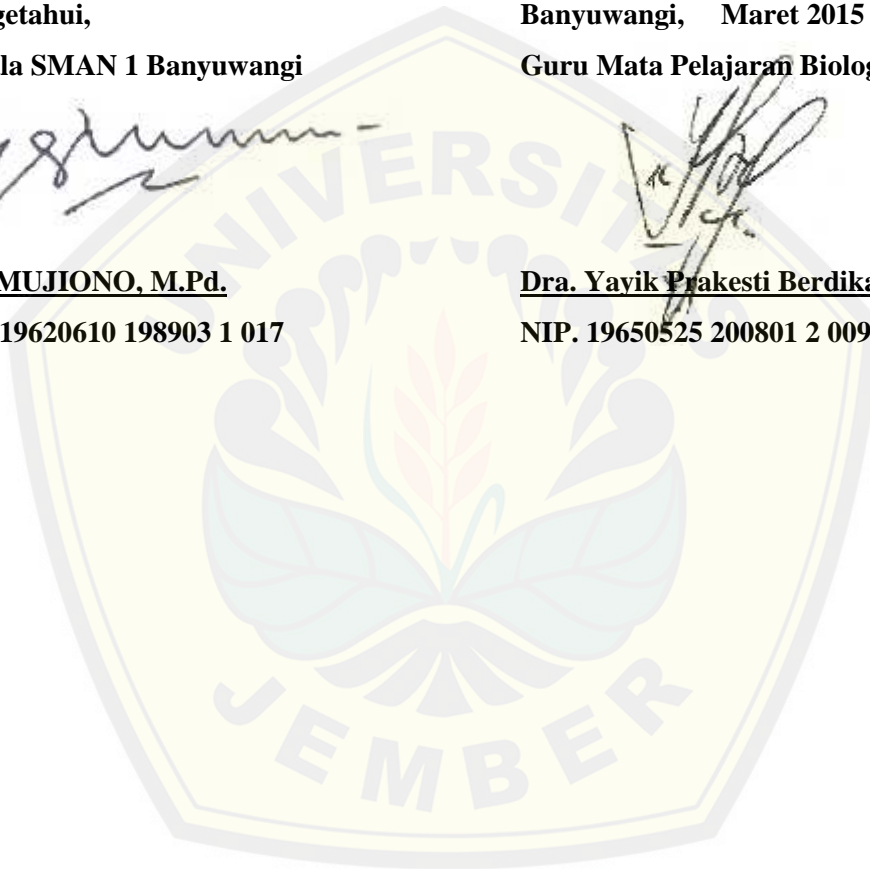 getahui,
la SMAN 1 Banyuwangi
MUJIONO, M.Pd.
19620610 198903 1 017
Banyuwangi, Maret 2015
Guru Mata Pelajaran Biolog
Dra. Yayik Prakesti Berdika
NIP. 19650525 200801 2 009
UNIVERSITAS
JEMBER